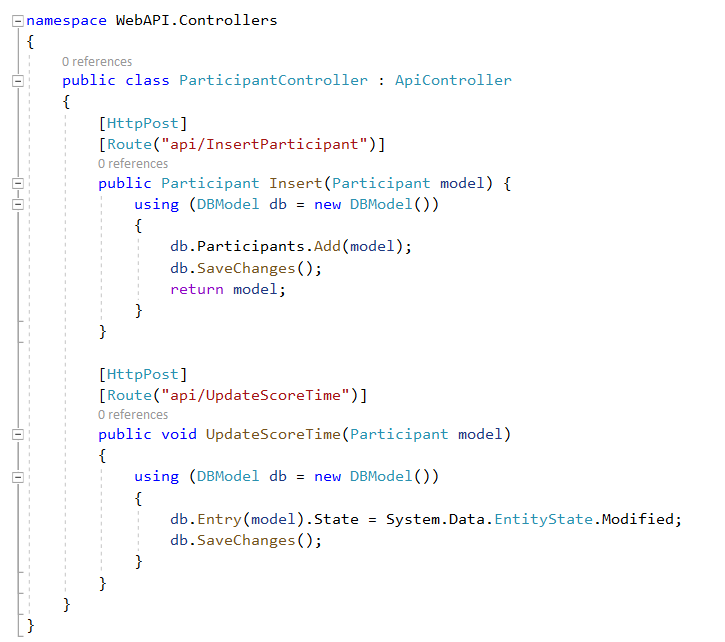 namespace WebAPI.Controllers
{
0 references
public class ParticipantController : ApiController
{
[HttpPost]
[Route("api/InsertParticipant")]
0 references
public Participant Insert(Participant model) {
using (DBModel db = new DBModel())
{
db.Participants.Add(model);
db.SaveChanges();
return model;
}
}
[HttpPost]
[Route("api/UpdateScoreTime")]
0 references
public void UpdateScoreTime(Participant model)
{
using (DBModel db = new DBModel())
{
db.Entry(model).State = System.Data.EntityState.Modified;
db.SaveChanges();
}
}
}
}